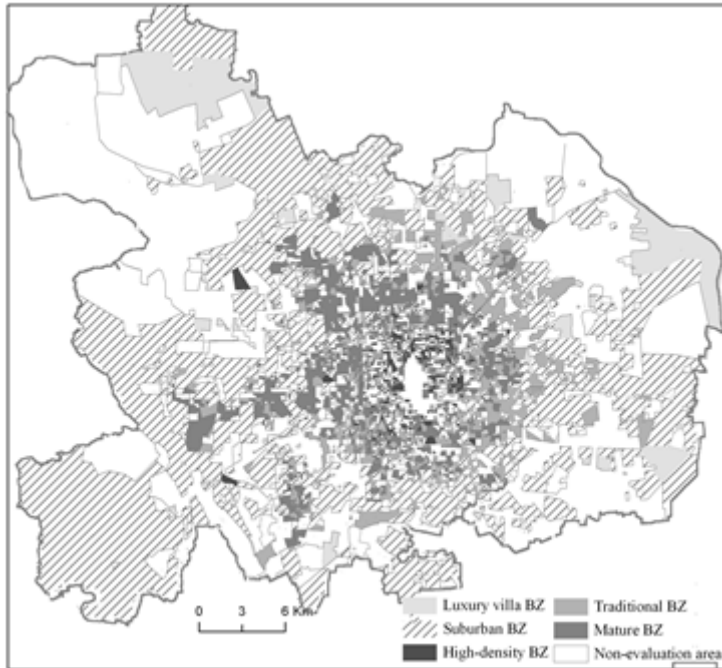 0 3 6 Km
Luxury villa BZ Traditional BZ
Suburban BZ Mature BZ
High-density BZ Non-evaluation area